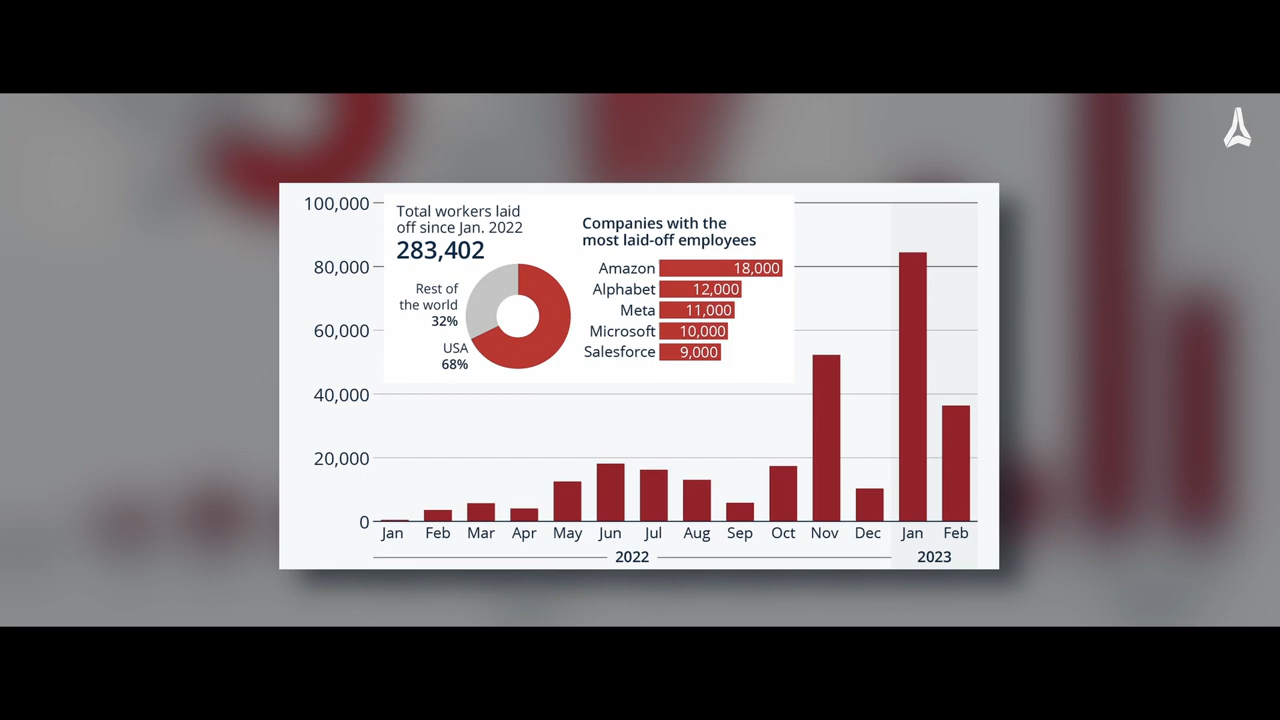 Total workers laid
off since Jan. 2022
283,402
Rest of
the world
32%
USA
68%
Companies with the
most laid-off employees
Amazon 18,000
Alphabet 12,000
Meta 11,000
Microsoft 10,000
Salesforce 9,000
100,000
80,000
60,000
40,000
20,000
0
Jan Feb Mar Apr May Jun Jul Aug Sep Oct Nov Dec Jan Feb
2022 2023